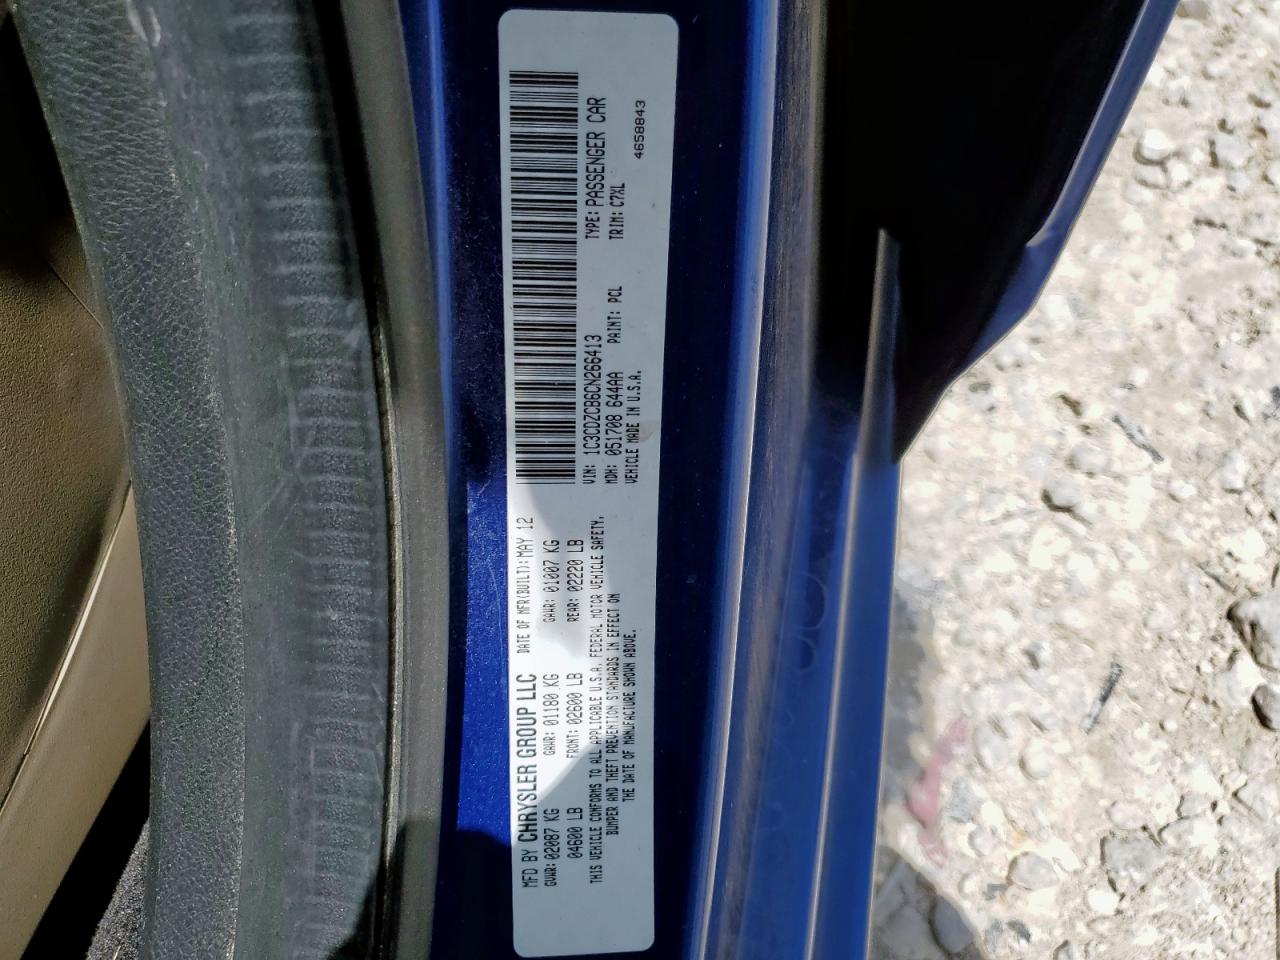 MFD BY CHRYSLER GROUP LLC DATE OF MFR(BUILT):MAY 12
GVWR:02087 KG GAWR: 01180 KG GAWR: 01007 KG
04600 LB FRONT: 02600 LB REAR: 02220 LB
THIS VEHICLE CONFORMS TO ALL APPLICABLE U.S.A. FEDERAL MOTOR VEHICLE SAFETY,
BUMPER AND THEFT PREVENTION STANDARDS IN EFFECT ON
THE DATE OF MANUFACTURE SHOWN ABOVE.
VIN: 1C3CDZCB6CN266413 TYPE: PASSENGER CAR
MDH: 051708 644AA PAINT: PCL TRIM: C7XL
VEHICLE MADE IN U.S.A. 4658843